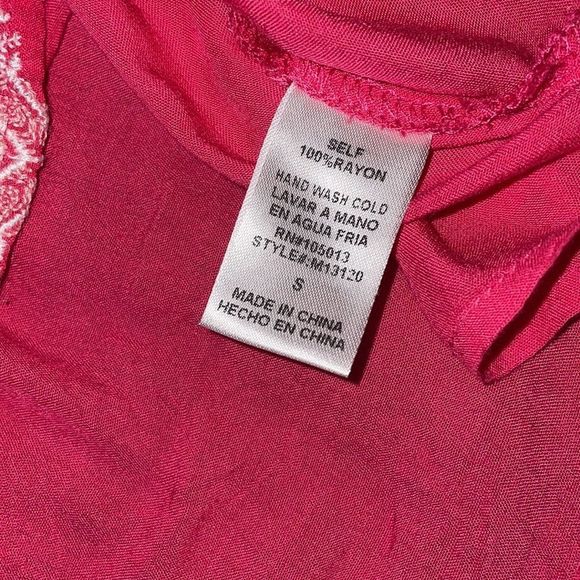 SELF
100%RAYON
HAND WASH COLD
LAVAR A MANO
EN AGUA FRIA
RN#105013
STYLE#:M13120
S
MADE IN CHINA
HECHO EN CHINA